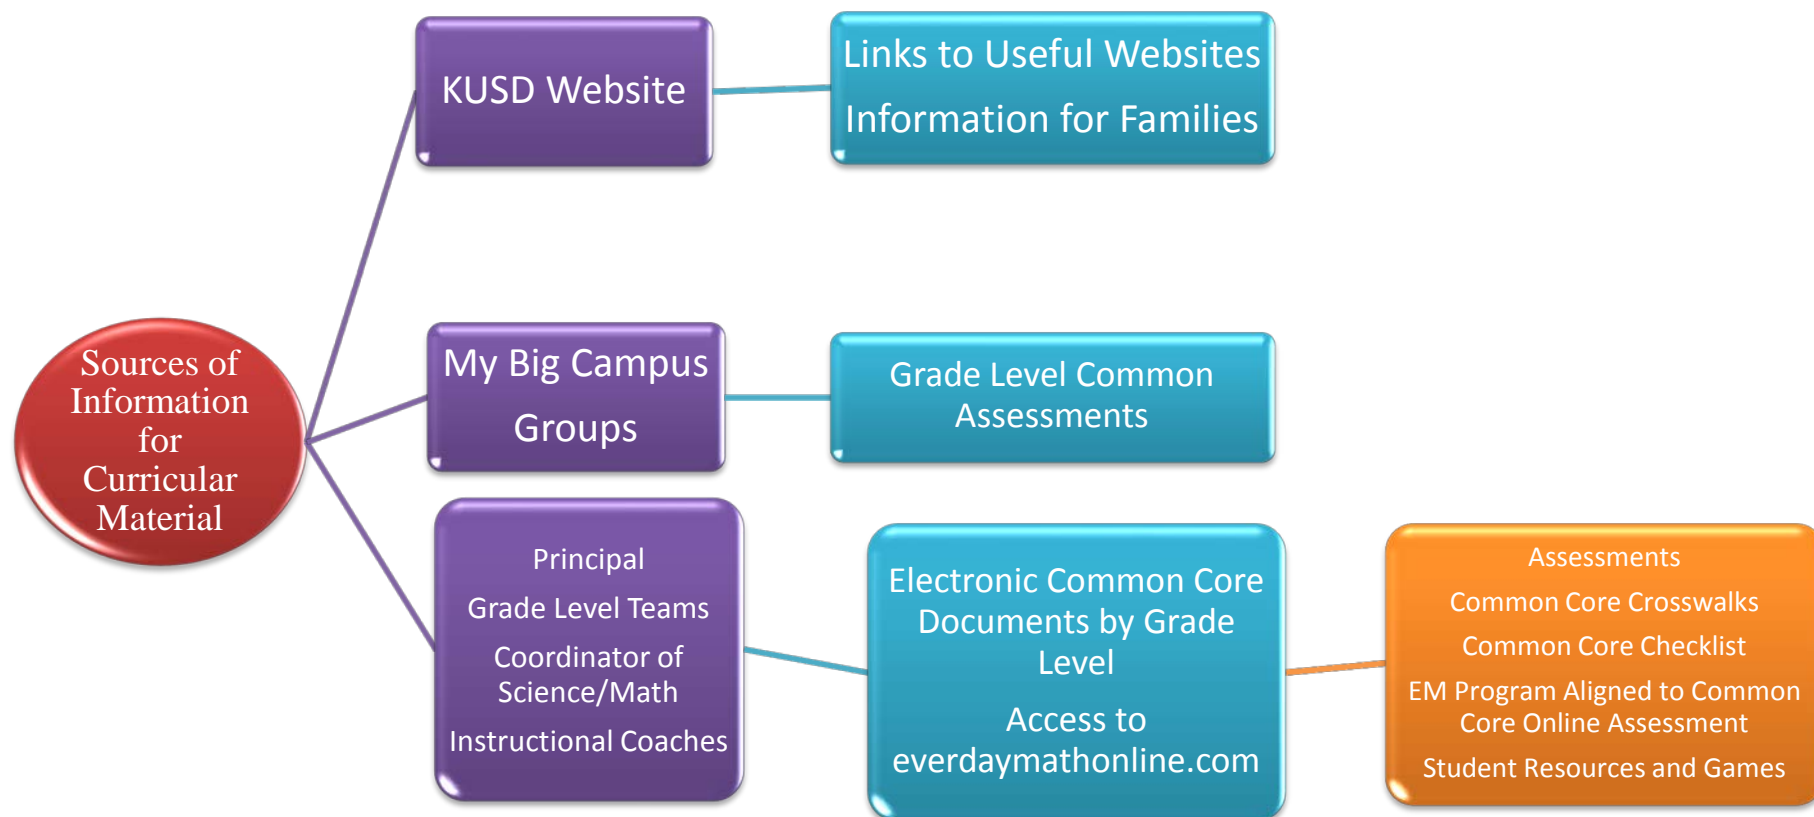 KUSD Website
Links to Useful Websites
Information for Families
Sources of
Information
for
Curricular
Material
My Big Campus
Groups
Grade Level Common
Assessments
Principal
Grade Level Teams
Coordinator of
Science/Math
Instructional Coaches
Electronic Common Core
Documents by Grade
Level
Access to
everdaymathonline.com
Assessments
Common Core Crosswalks
Common Core Checklist
EM Program Aligned to Common
Core Online Assessment
Student Resources and Games